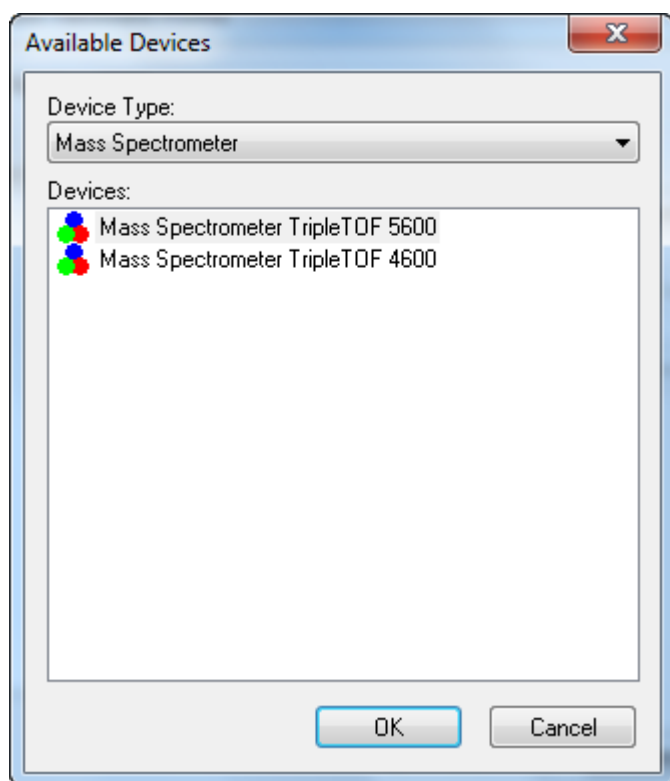 Available Devices
Device Type:
Mass Spectrometer
Devices:
Mass Spectrometer TripleTOF 5600
Mass Spectrometer TripleTOF 4600
OK Cancel